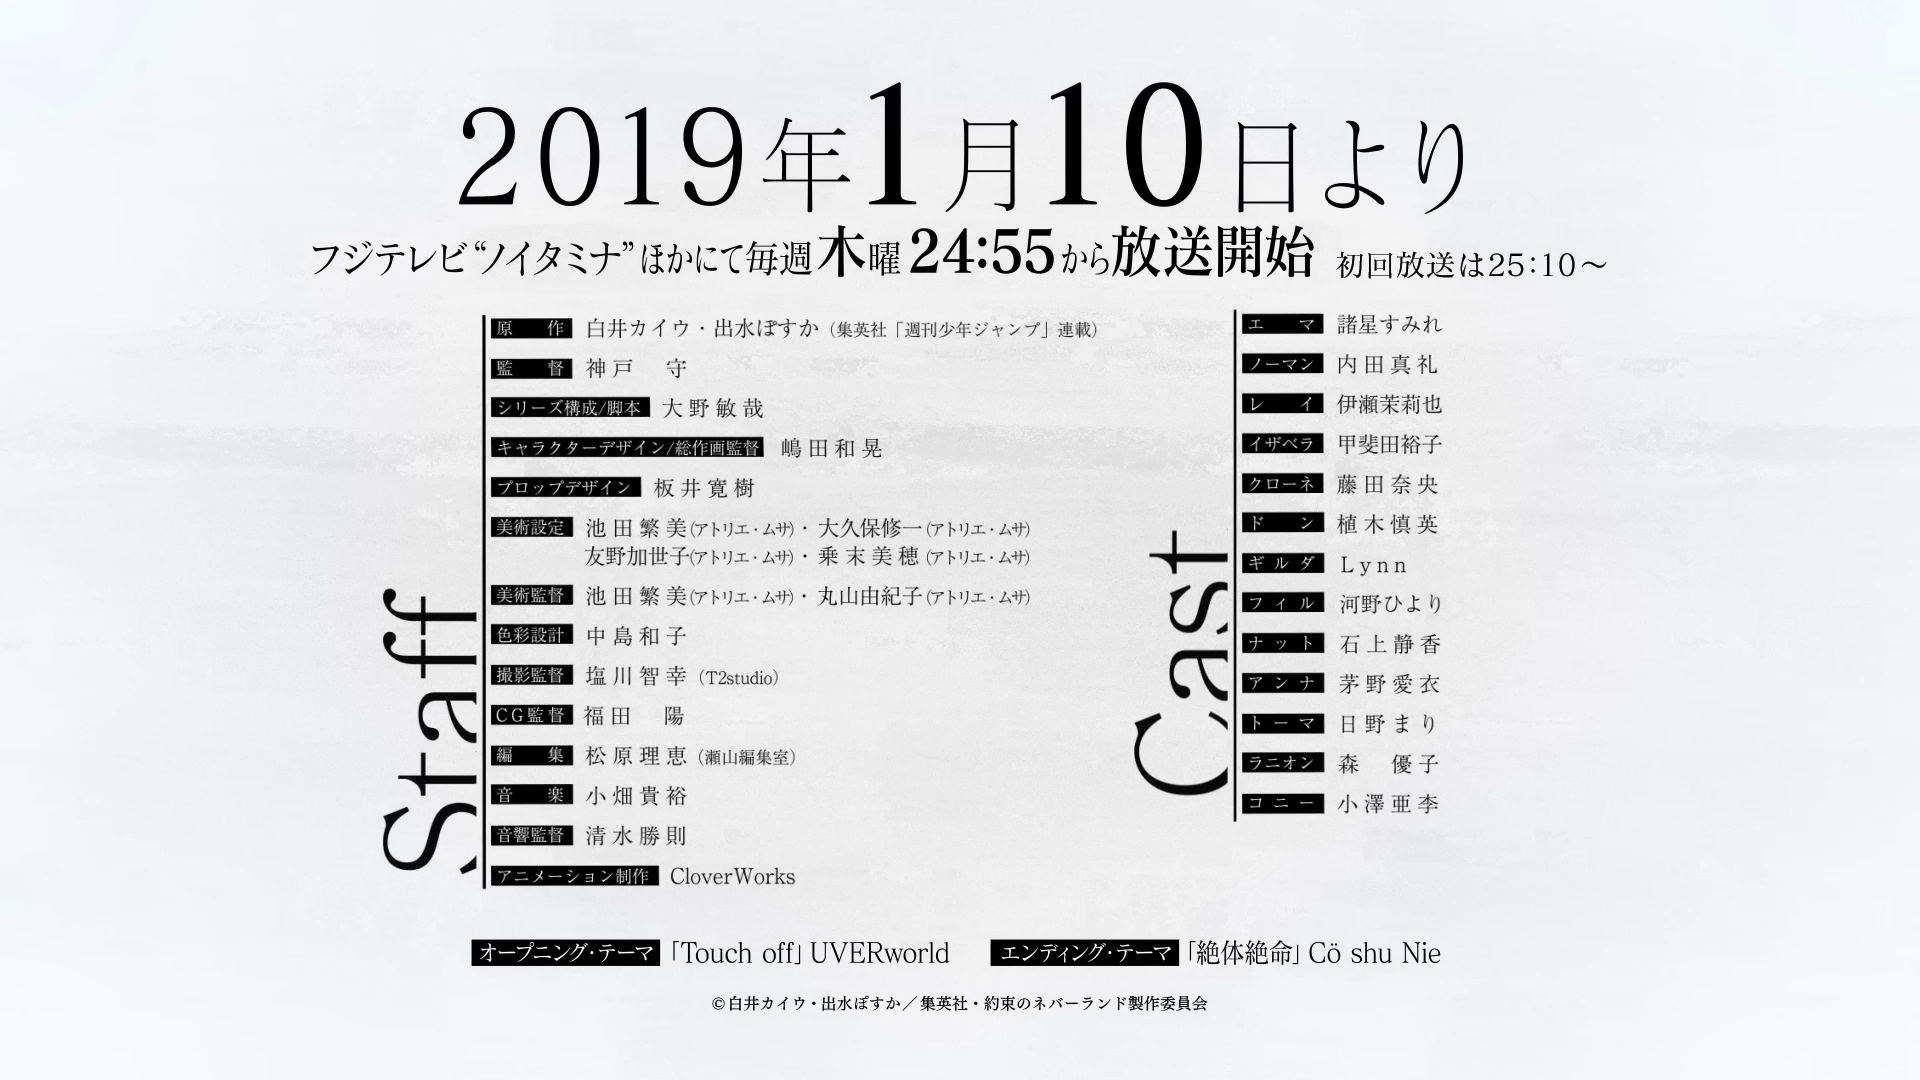 2019年1月10日より
フジテレビ“ノイタミナ”ほかにて毎週木曜24:55から放送開始 初回放送は25:10～
Staff
原作 白井カイウ・出水ぽすか（集英社「週刊少年ジャンプ」連載）
監督 神戸 守
シリーズ構成/脚本 大野敏哉
キャラクターデザイン/総作画監督 嶋田和晃
プロップデザイン 板井寛樹
美術設定 池田繁美（アトリエ・ムサ）・大久保修一（アトリエ・ムサ）
友野加世子（アトリエ・ムサ）・乗末美穂（アトリエ・ムサ）
美術監督 池田繁美（アトリエ・ムサ）・丸山由紀子（アトリエ・ムサ）
色彩設計 中島和子
撮影監督 塩川智幸（T2studio）
CG監督 福田 陽
編集 松原理恵（瀬山編集室）
音楽 小畑貴裕
音響監督 清水勝則
アニメーション制作 CloverWorks
Cast
エマ 諸星すみれ
ノーマン 内田真礼
レイ 伊瀬茉莉也
イザベラ 甲斐田裕子
クローネ 藤田奈央
ドン 植木慎英
ギルダ Lynn
フィル 河野ひより
ナット 石上静香
アンナ 茅野愛衣
トーマ 日野まり
ラニオン 森 優子
コニー 小澤亜李
オープニング・テーマ「Touch off」UVERworld エンディング・テーマ「絶体絶命」Cö shu Nie
©白井カイウ・出水ぽすか／集英社・約束のネバーランド製作委員会